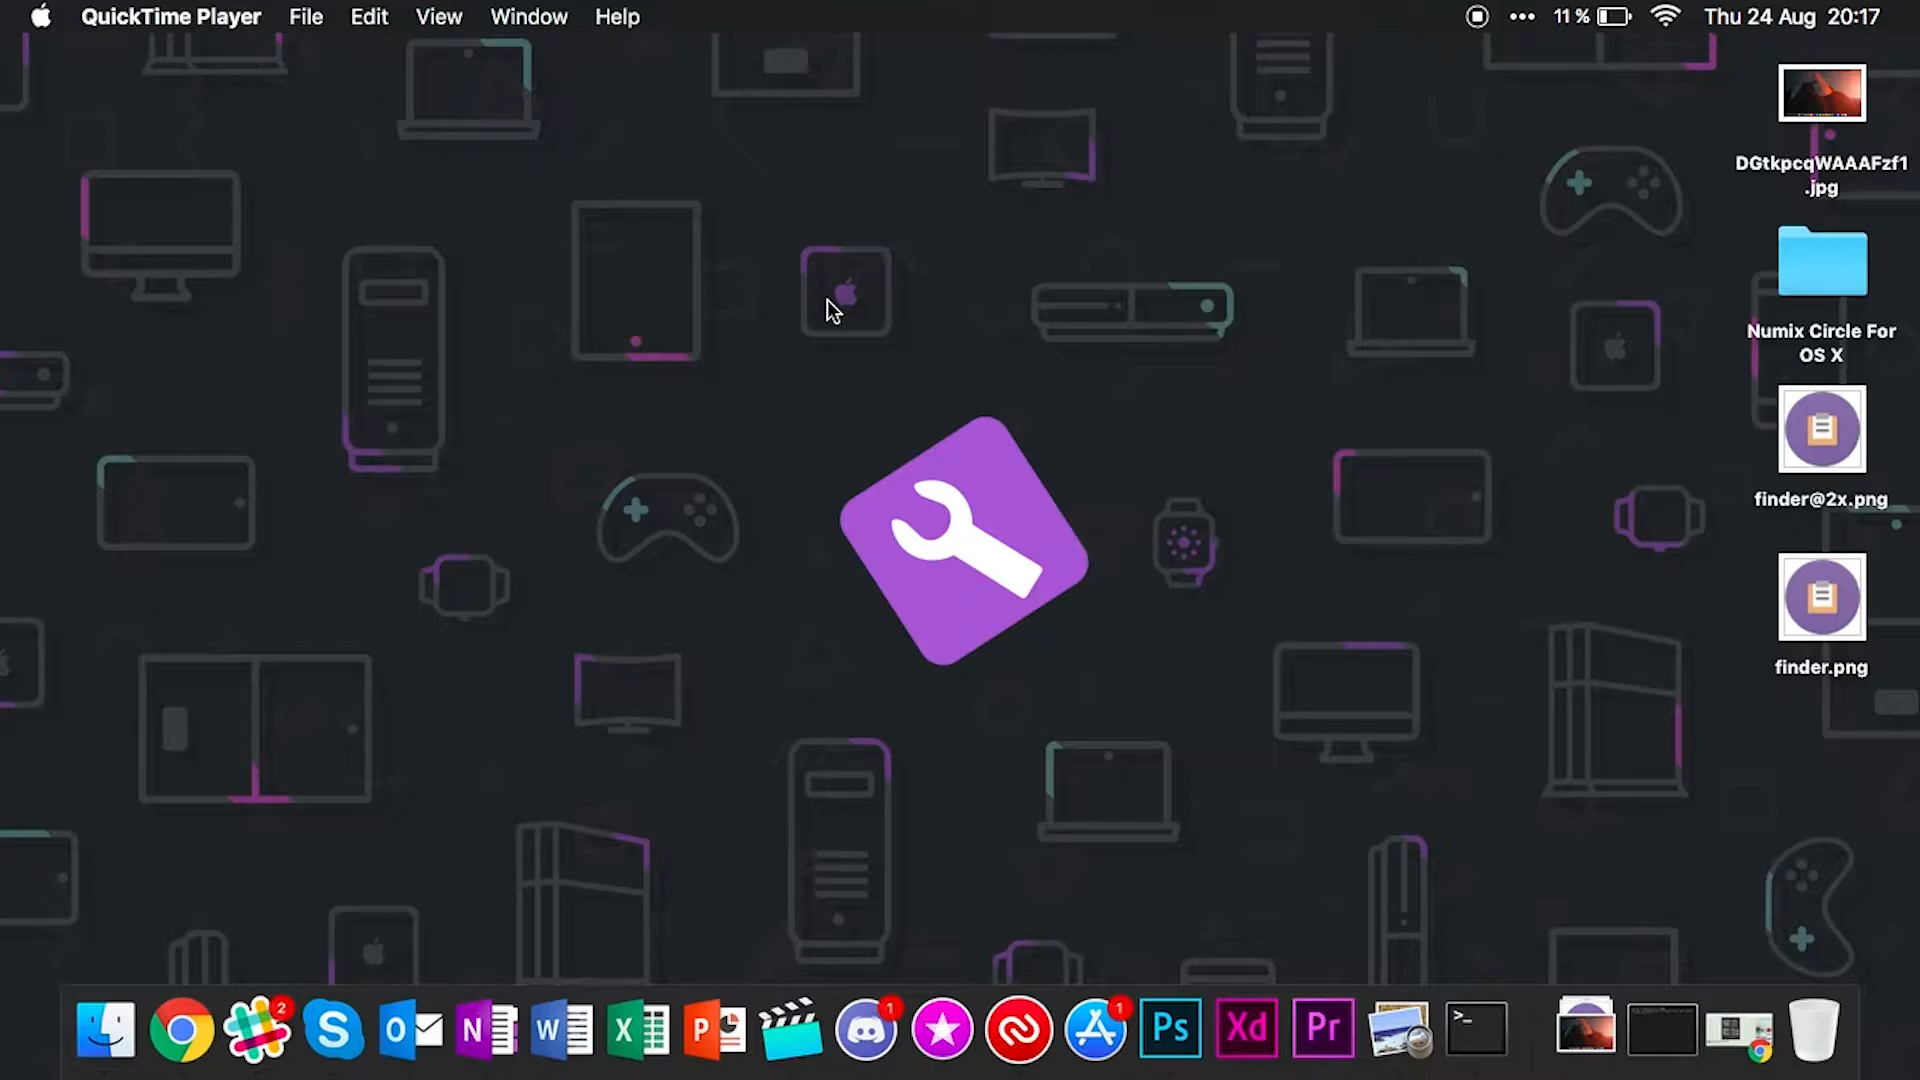 QuickTime Player File Edit View Window Help 11 % Thu 24 Aug 20:17
DGtkpcqWAAAFzf1
.jpg
Numix Circle For
OS X
finder@2x.png
finder.png
2
1
1
O N W X P Ps Xd Pr >_